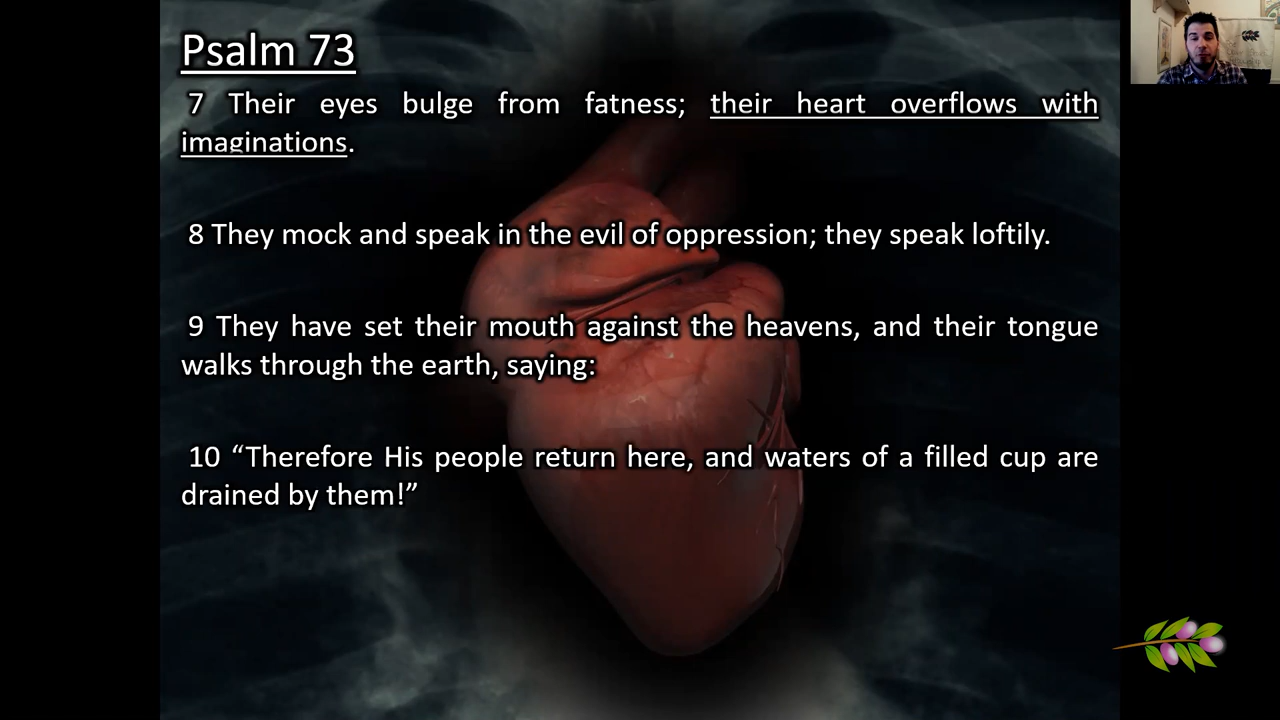 Psalm 73
7 Their eyes bulge from fatness; their heart overflows with
imaginations.
8 They mock and speak in the evil of oppression; they speak loftily.
9 They have set their mouth against the heavens, and their tongue
walks through the earth, saying:
10 “Therefore His people return here, and waters of a filled cup are
drained by them!”